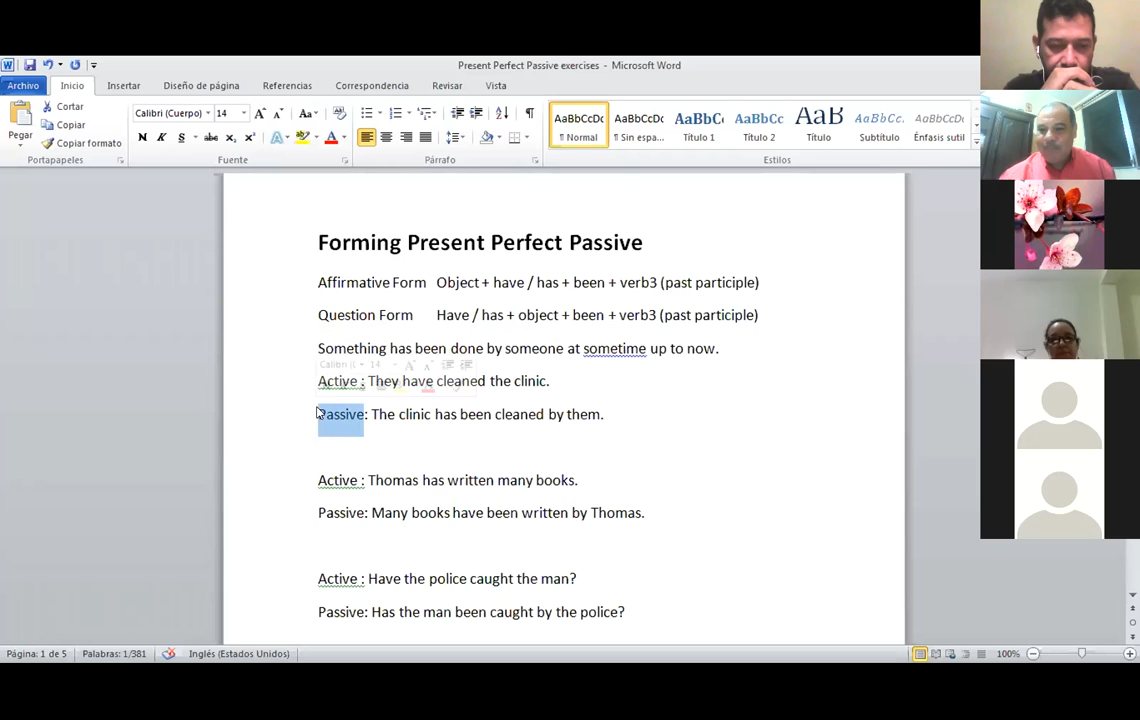 Present Perfect Passive exercises - Microsoft Word
Archivo Inicio Insertar Diseño de página Referencias Correspondencia Revisar Vista
Pegar
Cortar
Copiar
Copiar formato
Portapapeles
Calibri (Cuerpo) 14
Fuente
Párrafo
AaBbCcDc AaBbCcDc AaBbC AaBbCc AaB AaBbCc. AaBbCcDc
¶ Normal ¶ Sin espa... Título 1 Título 2 Título Subtítulo Énfasis sutil
Estilos
Forming Present Perfect Passive
Affirmative Form Object + have / has + been + verb3 (past participle)
Question Form Have / has + object + been + verb3 (past participle)
Something has been done by someone at sometime up to now.
Active : They have cleaned the clinic.
Passive: The clinic has been cleaned by them.
Active : Thomas has written many books.
Passive: Many books have been written by Thomas.
Active : Have the police caught the man?
Passive: Has the man been caught by the police?
Página: 1 de 5 Palabras: 1/381 Inglés (Estados Unidos) 100%